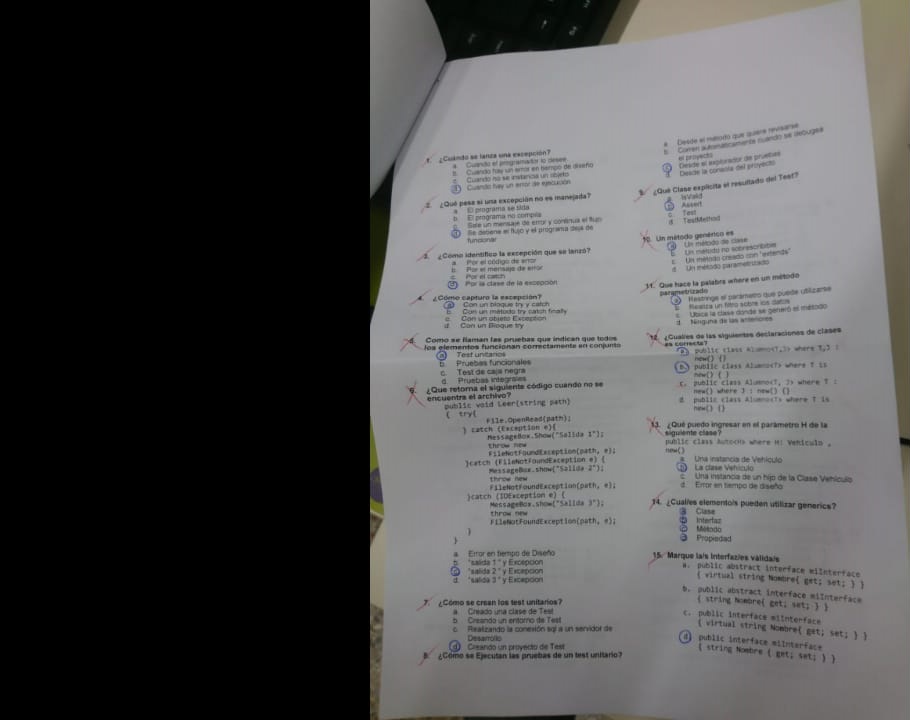 1. ¿Cuándo se lanza una excepción?
a. Cuando el programador lo desee
b. Cuando hay un error en tiempo de diseño
c. Cuando no se instancia un objeto
d. Cuando hay un error de ejecución
2. ¿Qué pasa si una excepción no es manejada?
a. El programa se tilda
b. El programa no compila
c. Sale un mensaje de error y continua el flujo
d. Se detiene el flujo y el programa deja de
funcionar
3. ¿Cómo identifico la excepción que se lanzó?
a. Por el código de error
b. Por el mensaje de error
c. Por el catch
d. Por la clase de la excepción
4. ¿Cómo capturo la excepción?
a. Con un bloque try y catch
b. Con un método try catch finally
c. Con un objeto Exception
d. Con un Bloque try
Como se llaman las pruebas que indican que todos
los elementos funcionan correctamente en conjunto
a. Test unitarios
b. Pruebas funcionales
c. Test de caja negra
d. Pruebas integrales
6. ¿Que retorna el siguiente código cuando no se
encuentra el archivo?
public void Leer(string path)
{ try{
File.OpenRead(path);
} catch (Exception e){
MessageBox.Show("Salida 1");
throw new
FileNotFoundException(path, e);
}catch (FileNotFoundException e) {
MessageBox.show("Salida 2");
throw new
FileNotFoundException(path, e);
}catch (IOException e) {
MessageBox.show("Salida 3");
throw new
FileNotFoundException(path, e);
}
}
a. Error en tiempo de Diseño
b. "salida 1" y Excepcion
c. "salida 2" y Excepcion
d. "salida 3" y Excepcion
7. ¿Cómo se crean los test unitarios?
a. Creado una clase de Test
b. Creando un entorno de Test
c. Realizando la conexión sql a un servidor de
Desarrollo
d. Creando un proyecto de Test
8. ¿Cómo se Ejecutan las pruebas de un test unitario?
a. Desde el método que quiere revisarse
b. Corren automáticamente cuando se debuguea
el proyecto
c. Desde el explorador de pruebas
d. Desde la consola del proyecto
9. ¿Qué Clase explicita el resultado del Test?
a. IsValid
b. Assert
c. Test
d. TestMethod
10. Un método genérico es
a. Un método de clase
b. Un método no sobrescribible
c. Un método creado con "extends"
d. Un método parametrizado
11. Que hace la palabra where en un método
parametrizado
a. Restringe el parámetro que puede utilizarse
b. Realiza un filtro sobre los datos
c. Ubica la clase donde se generó el método
d. Ninguna de las anteriores
12. ¿Cual/es de las siguientes declaraciones de clases
es correcta?
a. public class Alumno<T,J> where T,J :
new() {}
b. public class Alumno<T> where T is
new() { }
c. public class Alumno<T, J> where T :
new() where J : new() {}
d. public class Alumno<T> where T is
new() {}
13. ¿Qué puedo ingresar en el parámetro H de la
siguiente clase?
public class Auto<H> where H: Vehiculo ,
new()
a. Una instancia de Vehículo
b. La clase Vehículo
c. Una instancia de un hijo de la Clase Vehículo
d. Error en tiempo de diseño
14. ¿Cual/es elemento/s pueden utilizar generics?
a. Clase
b. Interfaz
c. Método
d. Propiedad
15. Marque la/s Interfaz/es válida/s
a. public abstract interface miInterface
{ virtual string Nombre{ get; set; } }
b. public abstract interface miInterface
{ string Nombre{ get; set; } }
c. public interface miInterface
{ virtual string Nombre{ get; set; } }
d. public interface miInterface
{ string Nombre { get; set; } }